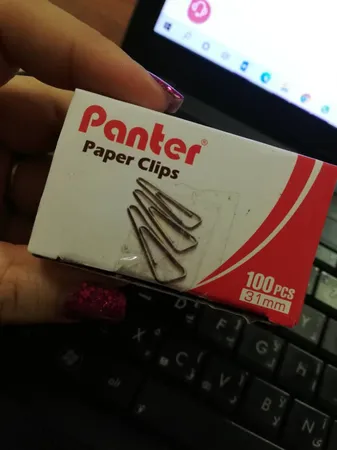 Panter®
Paper Clips
100 PCS
31mm